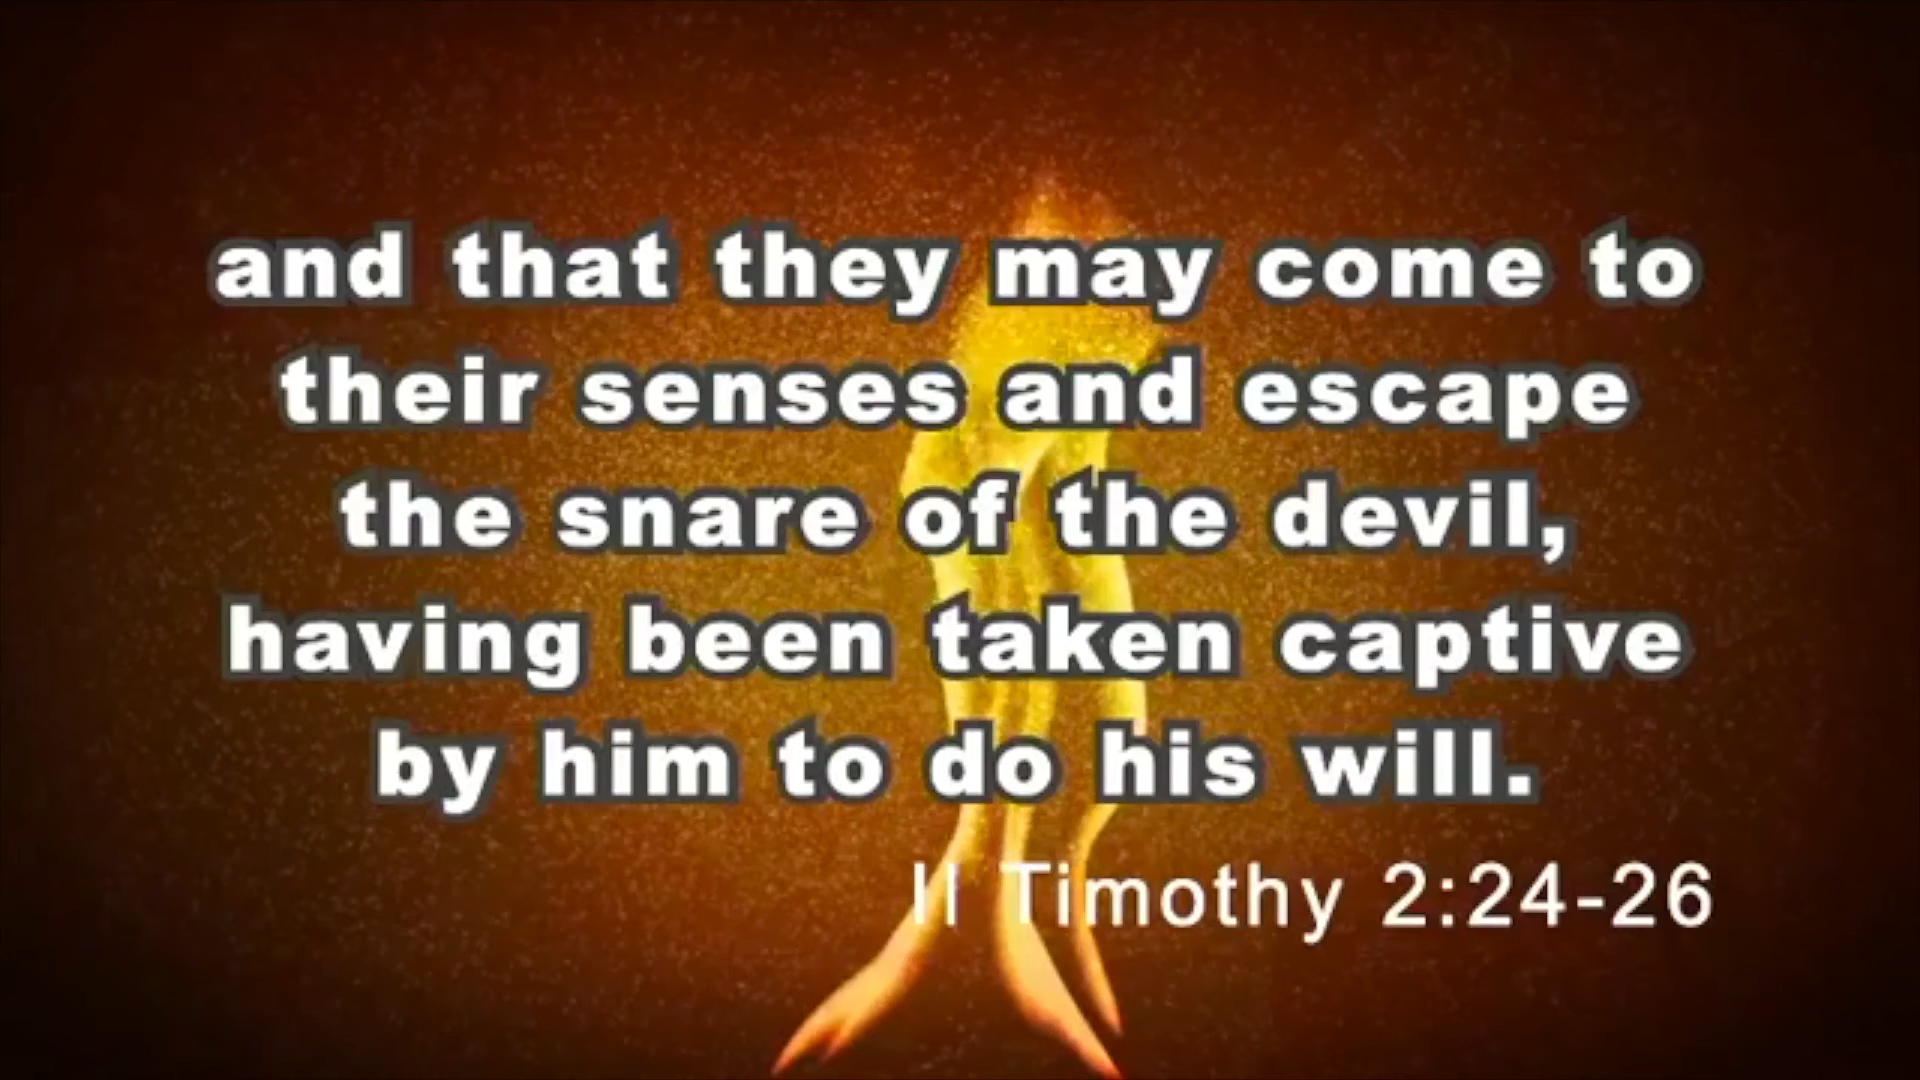 and that they may come to
their senses and escape
the snare of the devil,
having been taken captive
by him to do his will.
II Timothy 2:24-26